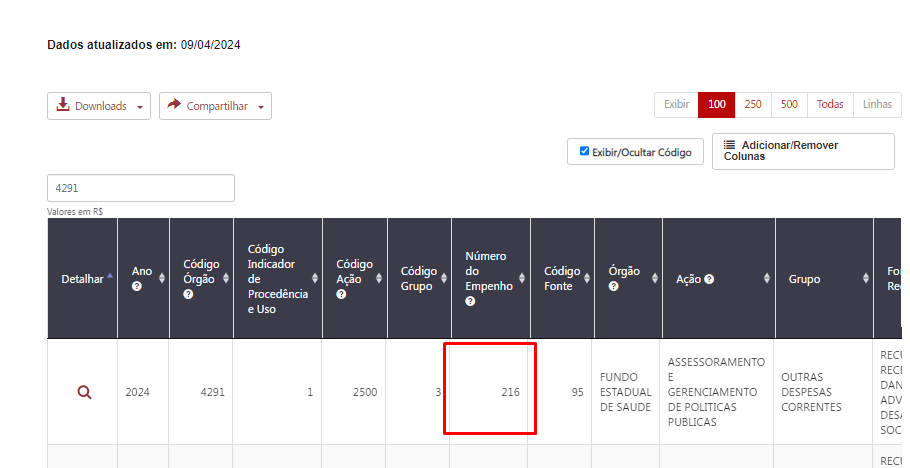 Dados atualizados em: 09/04/2024
Downloads
Compartilhar
Exibir 100 250 500 Todas Linhas
Exibir/Ocultar Código
Adicionar/Remover
Colunas
4291
Valores em R$
Detalhar
Ano
?
Código
Órgão
?
Código
Indicador
de
Procedência
e Uso
Código
Ação
?
Código
Grupo
Número
do
Empenho
?
Código
Fonte
Órgão
?
Ação ?
Grupo
2024
4291
1
2500
3
216
95
FUNDO
ESTADUAL
DE SAUDE
ASSESSORAMENTO
E
GERENCIAMENTO
DE POLITICAS
PUBLICAS
OUTRAS
DESPESAS
CORRENTES